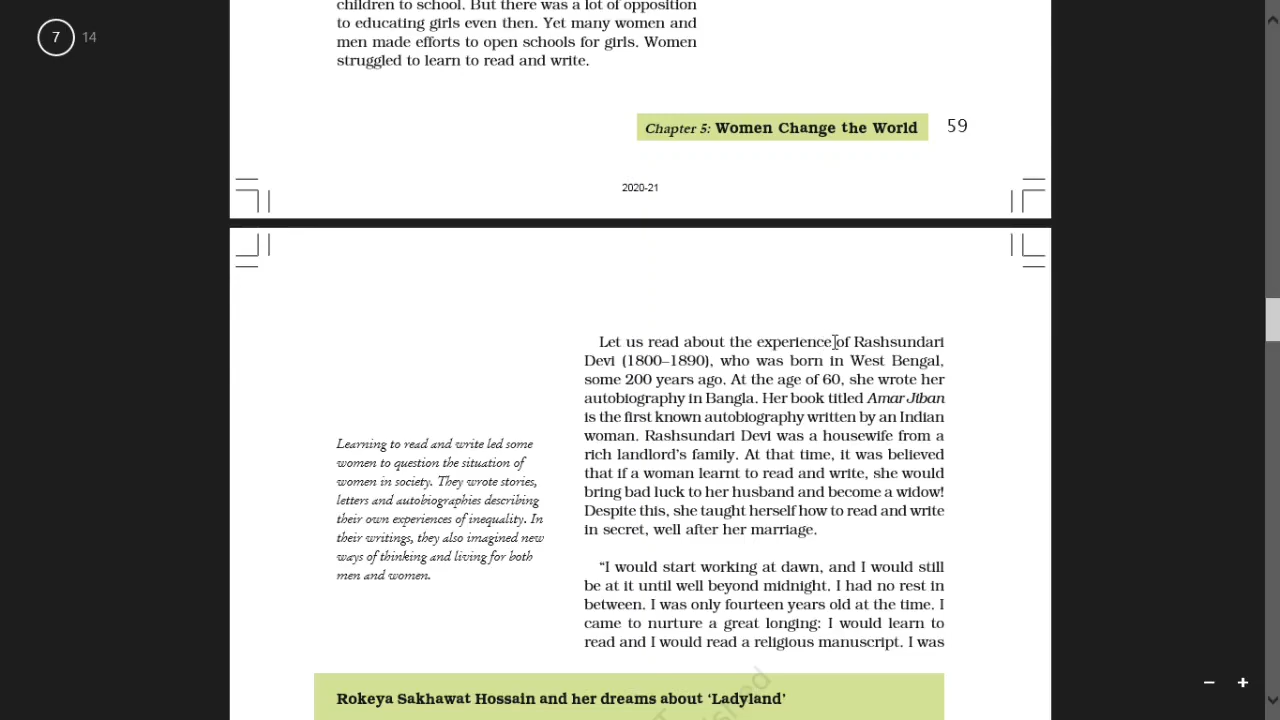 7 14
children to school. But there was a lot of opposition
to educating girls even then. Yet many women and
men made efforts to open schools for girls. Women
struggled to learn to read and write.
Chapter 5: Women Change the World 59
2020-21
Learning to read and write led some
women to question the situation of
women in society. They wrote stories,
letters and autobiographies describing
their own experiences of inequality. In
their writings, they also imagined new
ways of thinking and living for both
men and women.
Let us read about the experience of Rashsundari
Devi (1800–1890), who was born in West Bengal,
some 200 years ago. At the age of 60, she wrote her
autobiography in Bangla. Her book titled Amar Jiban
is the first known autobiography written by an Indian
woman. Rashsundari Devi was a housewife from a
rich landlord's family. At that time, it was believed
that if a woman learnt to read and write, she would
bring bad luck to her husband and become a widow!
Despite this, she taught herself how to read and write
in secret, well after her marriage.
“I would start working at dawn, and I would still
be at it until well beyond midnight. I had no rest in
between. I was only fourteen years old at the time. I
came to nurture a great longing: I would learn to
read and I would read a religious manuscript. I was
Rokeya Sakhawat Hossain and her dreams about ‘Ladyland’